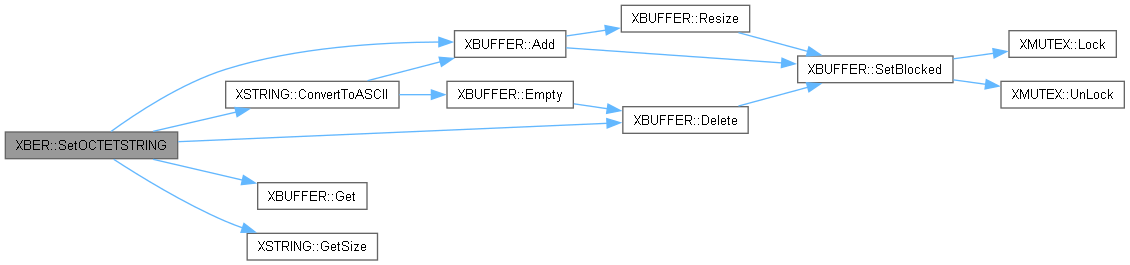 XBER::SetOCTETSTRING
XSTRING::ConvertToASCII
XBUFFER::Get
XSTRING::GetSize
XBUFFER::Add
XBUFFER::Empty
XBUFFER::Resize
XBUFFER::Delete
XBUFFER::SetBlocked
XMUTEX::Lock
XMUTEX::UnLock